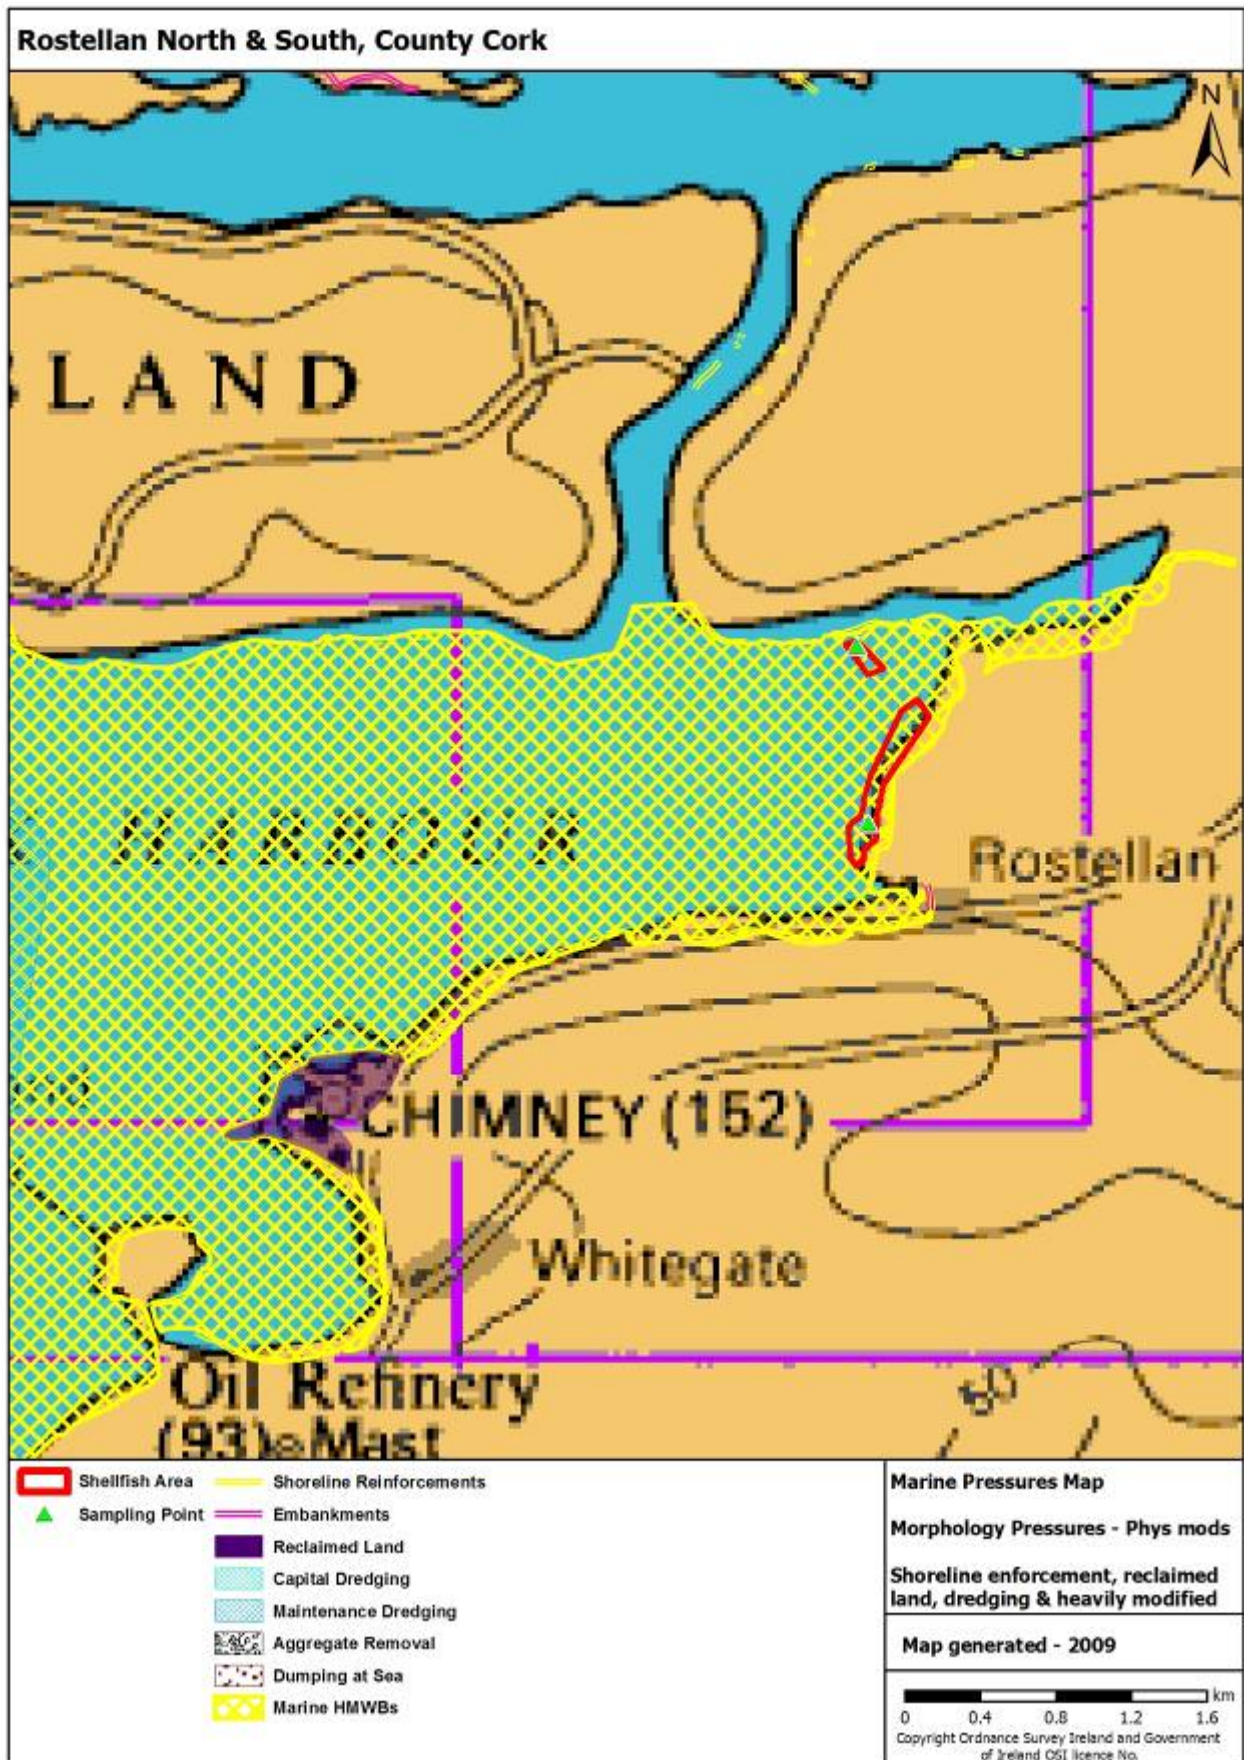 Rostellan North & South, County Cork
N
LAND
HARBOUR
Rostellan
CHIMNEY (152)
Whitegate
Oil Refinery
(93) Mast
60
Shellfish Area
Sampling Point
Shoreline Reinforcements
Embankments
Reclaimed Land
Capital Dredging
Maintenance Dredging
Aggregate Removal
Dumping at Sea
Marine HMWBs
Marine Pressures Map
Morphology Pressures - Phys mods
Shoreline enforcement, reclaimed
land, dredging & heavily modified
Map generated - 2009
km
0 0.4 0.8 1.2 1.6
Copyright Ordnance Survey Ireland and Government
of Ireland OSI licence No.